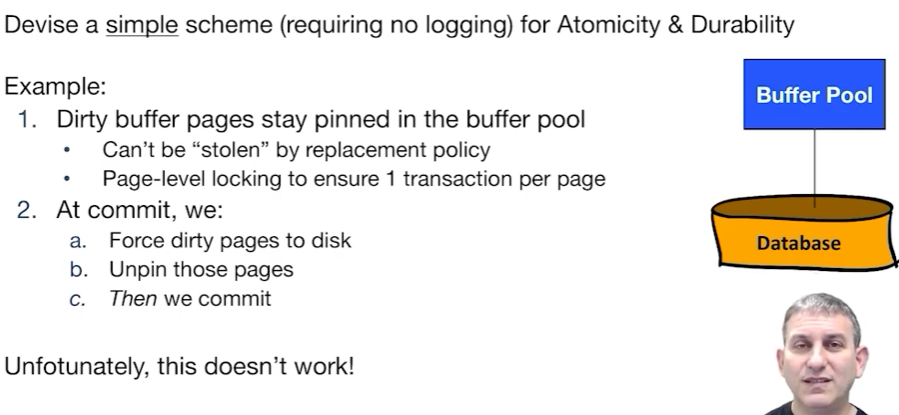 Devise a simple scheme (requiring no logging) for Atomicity & Durability
Example:
1. Dirty buffer pages stay pinned in the buffer pool
• Can't be “stolen” by replacement policy
• Page-level locking to ensure 1 transaction per page
2. At commit, we:
a. Force dirty pages to disk
b. Unpin those pages
c. Then we commit
Unfotunately, this doesn't work!
Buffer Pool
Database